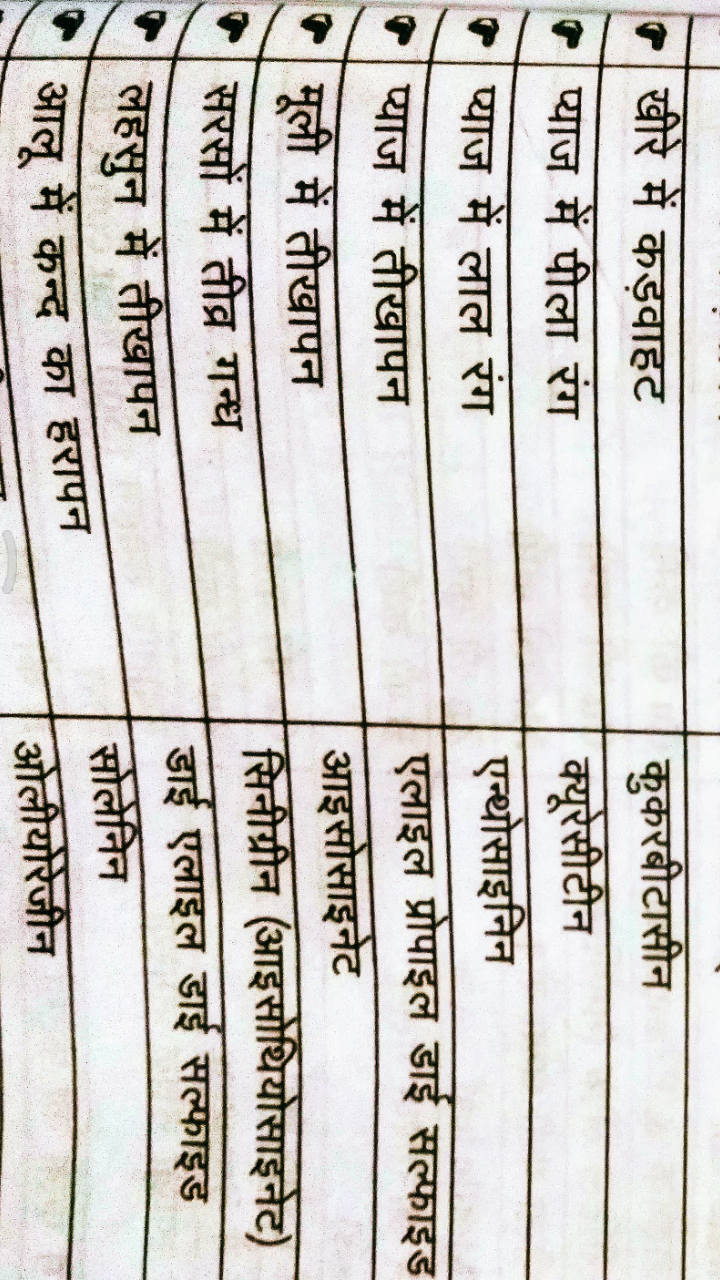 खीरे में कड़वाहट कुकरबीटासीन
प्याज में पीला रंग क्यूरसीटीन
प्याज में लाल रंग एन्थोसाइनिन
प्याज में तीखापन एलाइल प्रोपाइल डाई सल्फाइड
मूली में तीखापन आइसोसाइनेट
सरसों में तीव्र गन्ध सिनीग्रीन (आइसोथियोसाइनेट)
लहसुन में तीखापन डाई एलाइल डाई सल्फाइड
आलू में कन्द का हरापन सोलेनिन
ओलीयोरेजीन